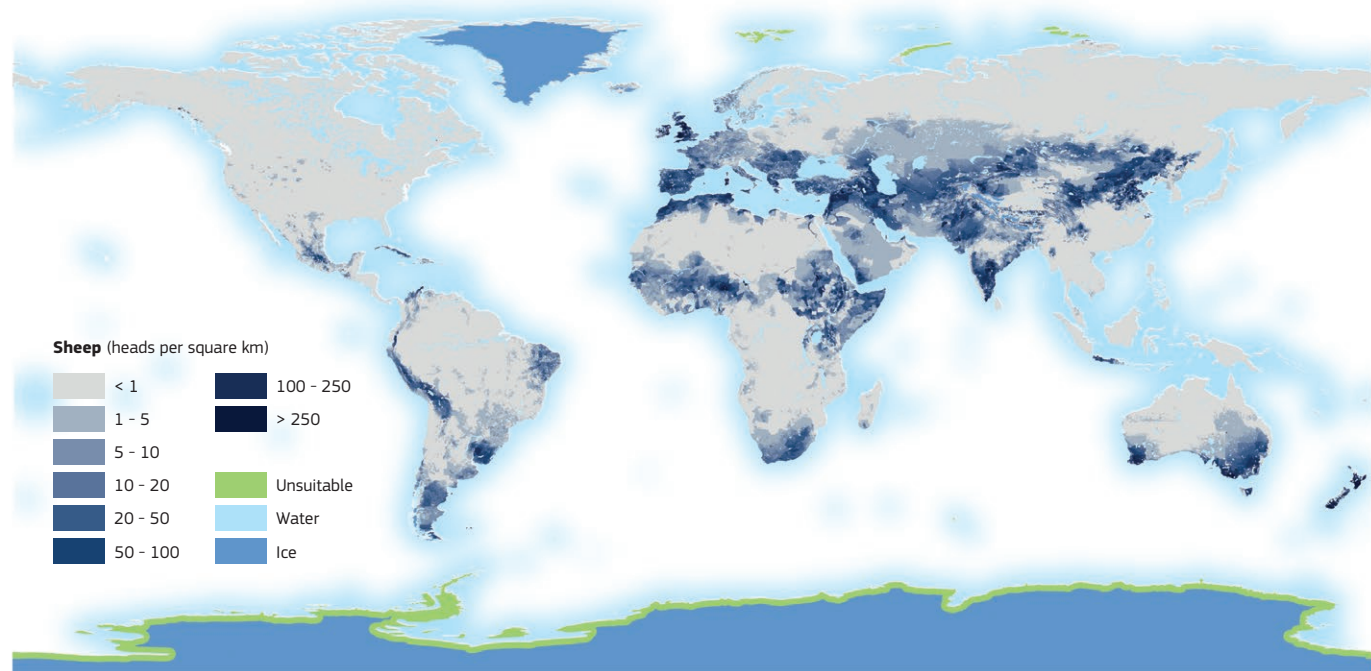 Sheep (heads per square km)
< 1
1 - 5
5 - 10
10 - 20
20 - 50
50 - 100
100 - 250
> 250
Unsuitable
Water
Ice